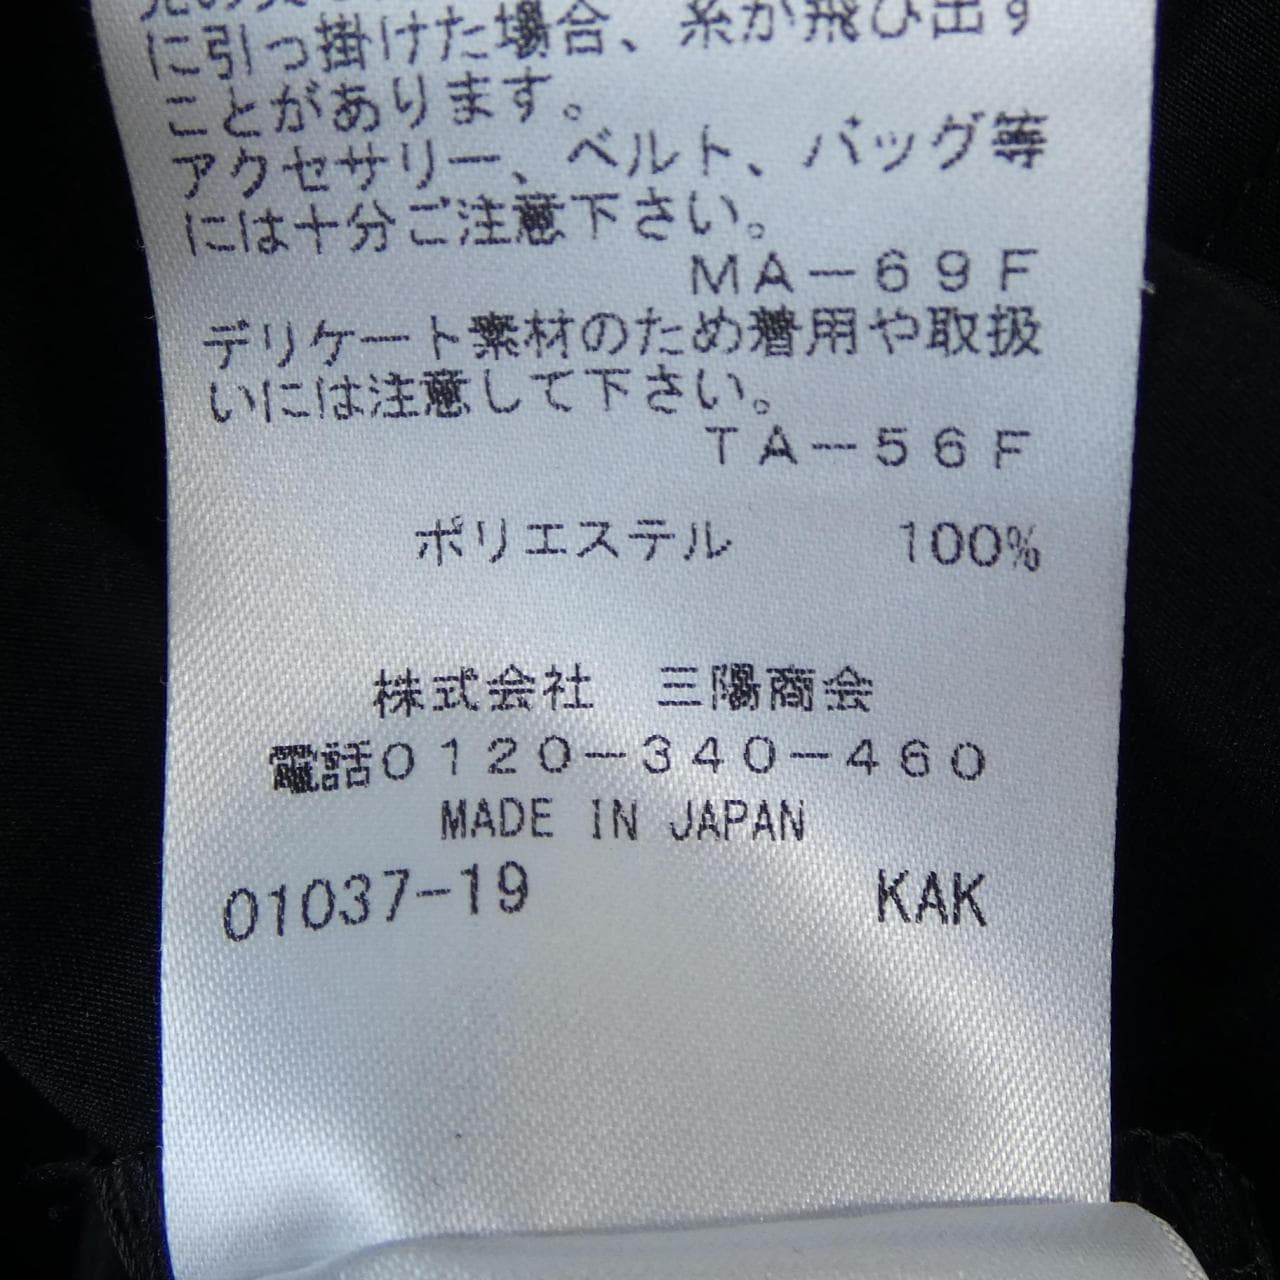 に引っ掛けた場合、糸が飛び出す
ことがあります。
アクセサリー、ベルト、バッグ等
には十分ご注意下さい。
MA－69F
デリケート素材のため着用や取扱
いには注意して下さい。
TA－56F
ポリエステル 100%
株式会社 三陽商会
電話0120－340－460
MADE IN JAPAN
01037-19 KAK